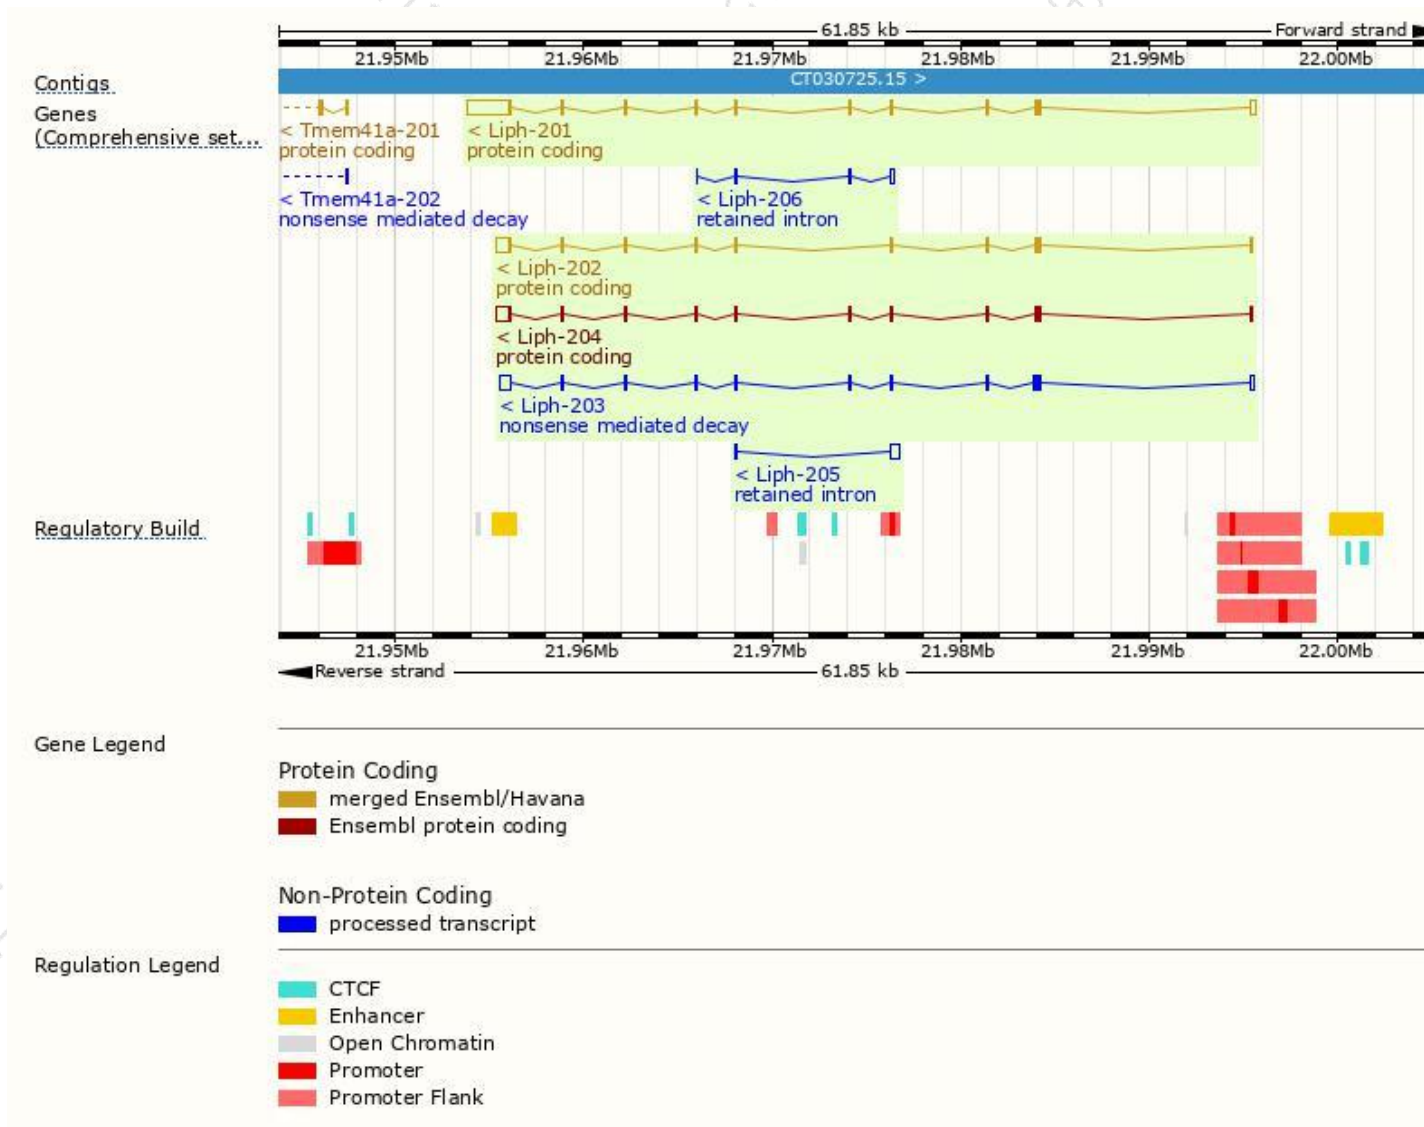 61.85 kb Forward strand
21.95Mb 21.96Mb 21.97Mb 21.98Mb 21.99Mb 22.00Mb
Contigs CT030725.15 >
Genes
(Comprehensive set...
< Tmem41a-201 < Liph-201
protein coding protein coding
< Tmem41a-202 < Liph-206
nonsense mediated decay retained intron
< Liph-202
protein coding
< Liph-204
protein coding
< Liph-203
nonsense mediated decay
< Liph-205
retained intron
Regulatory Build
21.95Mb 21.96Mb 21.97Mb 21.98Mb 21.99Mb 22.00Mb
Reverse strand 61.85 kb
Gene Legend
Protein Coding
merged Ensembl/Havana
Ensembl protein coding
Non-Protein Coding
processed transcript
Regulation Legend
CTCF
Enhancer
Open Chromatin
Promoter
Promoter Flank